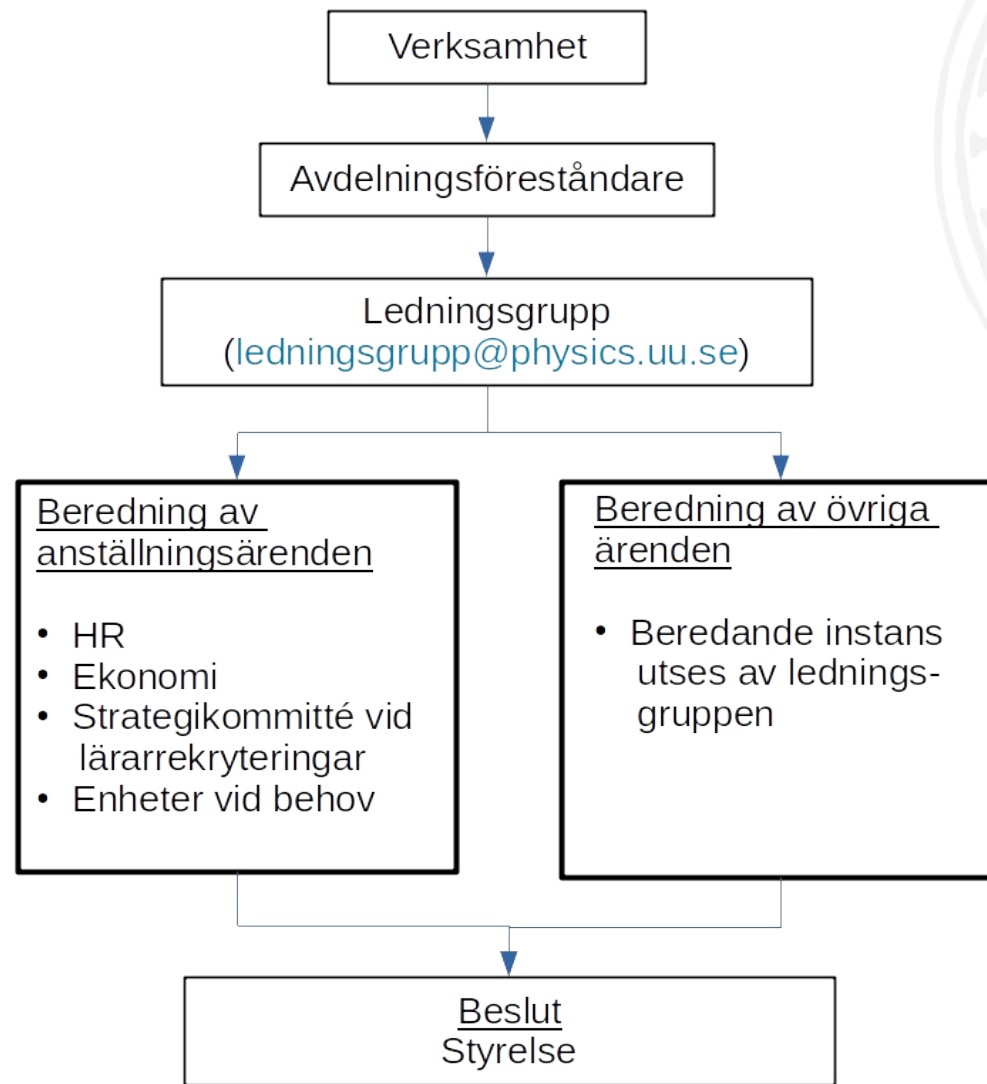 Verksamhet
Avdelningsföreståndare
Ledningsgrupp
(ledningsgrupp@physics.uu.se)
Beredning av
anställningsärenden
• HR
• Ekonomi
• Strategikommitté vid
lärarrekryteringar
• Enheter vid behov
Beredning av övriga
ärenden
• Beredande instans
utses av lednings-
gruppen
Beslut
Styrelse